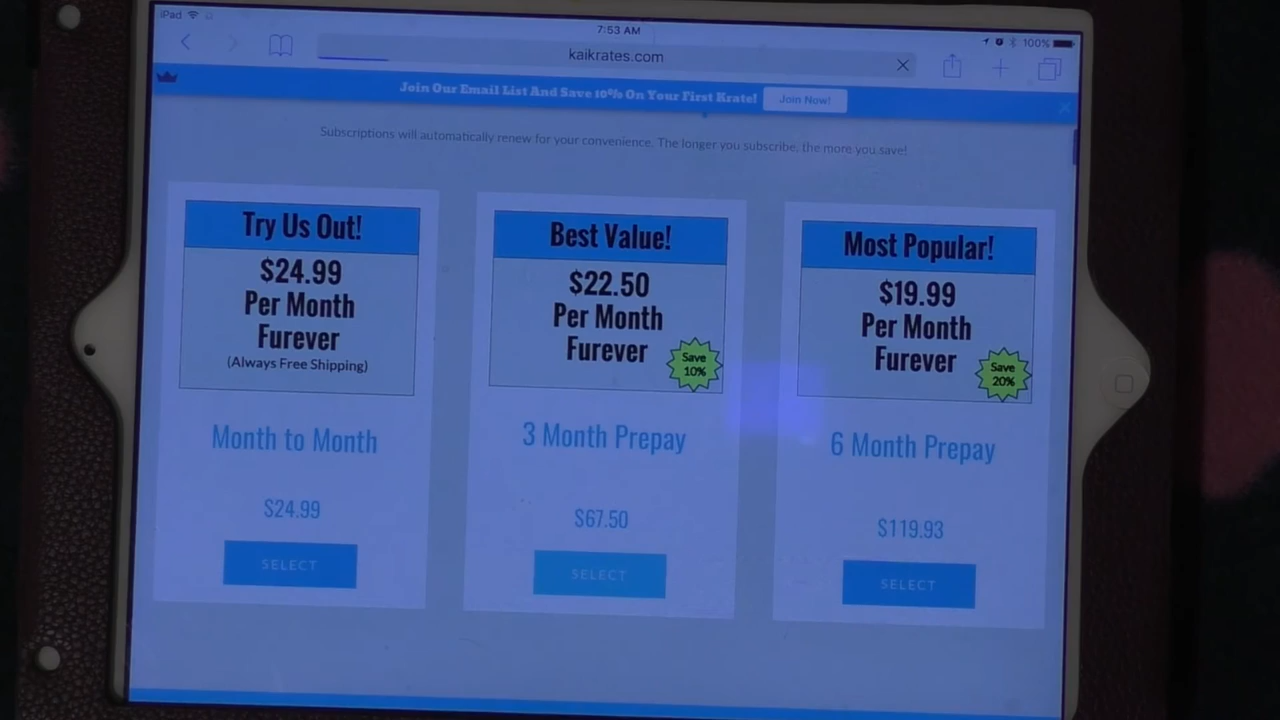 iPad
7:53 AM
100%
kaikrates.com
Join Our Email List And Save 10% On Your First Krate!
Join Now!
Subscriptions will automatically renew for your convenience. The longer you subscribe, the more you save!
Try Us Out!
$24.99
Per Month
Furever
(Always Free Shipping)
Month to Month
$24.99
SELECT
Best Value!
$22.50
Per Month
Furever
Save
10%
3 Month Prepay
$67.50
SELECT
Most Popular!
$19.99
Per Month
Furever
Save
20%
6 Month Prepay
$119.93
SELECT